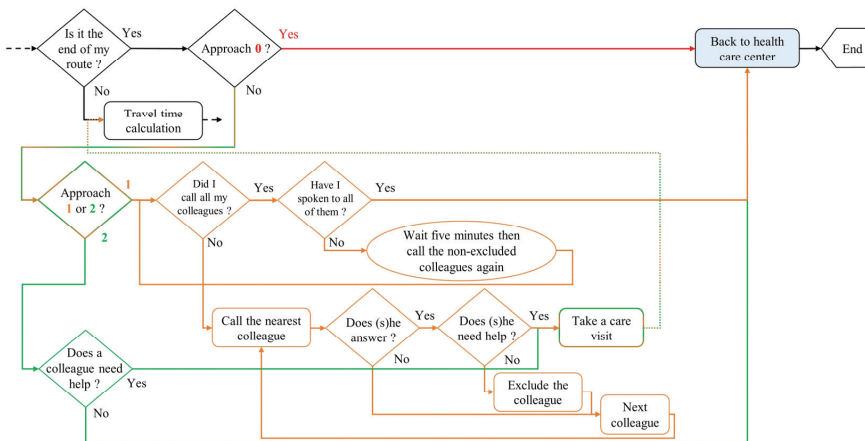 Is it the
end of my
route ?
Yes
Approach 0 ?
Yes
Back to health
care center
End
No
No
Travel time
calculation
Approach
1 or 2 ?
1
2
Did I
call all my
colleagues ?
Yes
Have I
spoken to all
of them ?
Yes
No
No
Wait five minutes then
call the non-excluded
colleagues again
Call the nearest
colleague
Does (s)he
answer ?
Yes
Does (s)he
need help ?
Yes
Take a care
visit
No
No
Does a
colleague need
help ?
Yes
No
Exclude the
colleague
Next
colleague